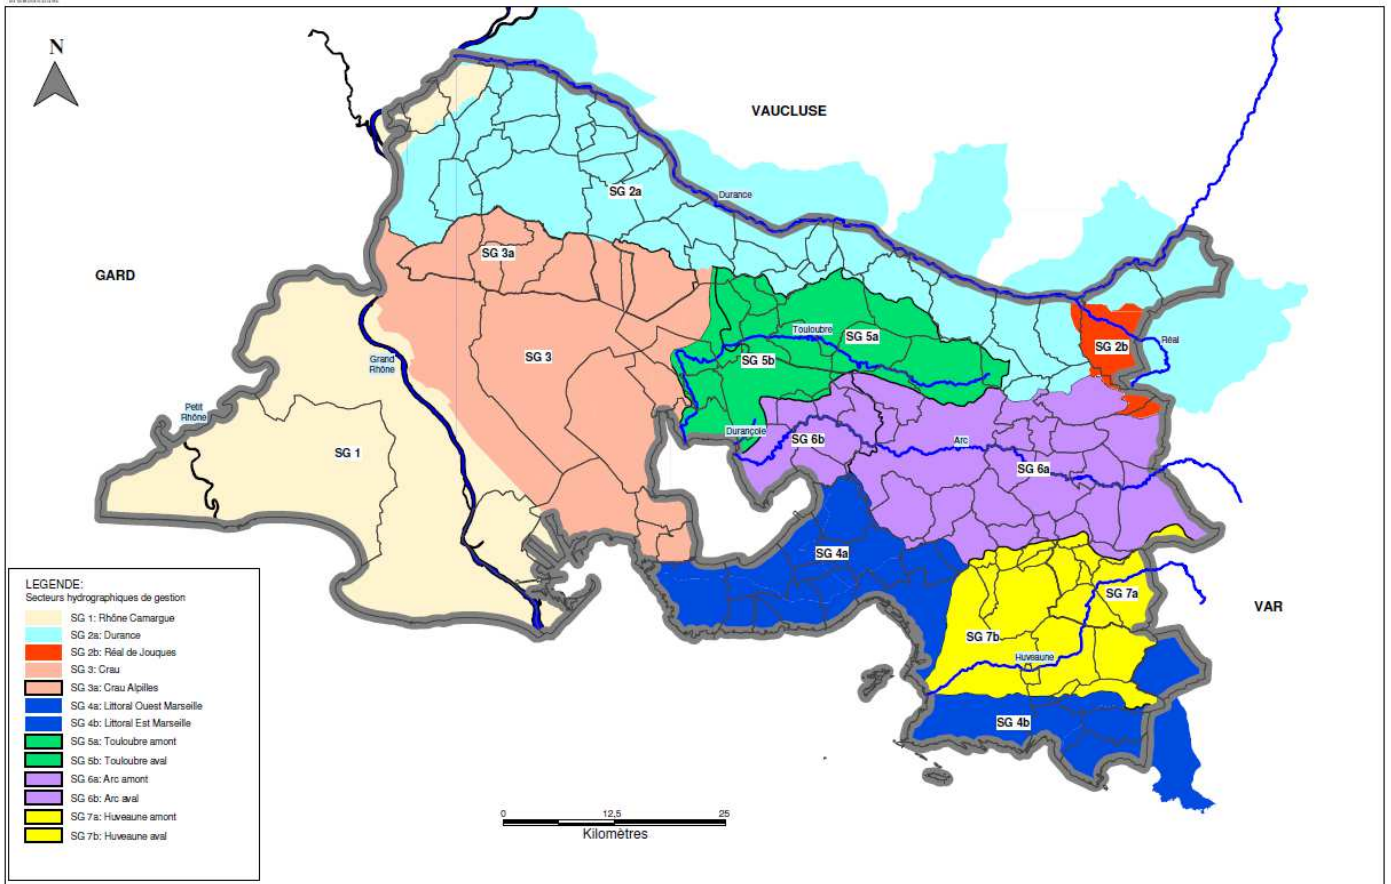 N
VAUCLUSE
SG 2a
Durance
SG 3a
GARD
Touloubre
SG 5a
Réal
SG 2b
SG 3
SG 5b
Grand
Rhône
Petit
Rhône
Durançole
SG 6b
Arc
SG 1
SG 6a
SG 4a
SG 7a
VAR
SG 7b
Huveaune
SG 4b
LEGENDE:
Secteurs hydrographiques de gestion
SG 1: Rhône Camargue
SG 2a: Durance
SG 2b: Réal de Jouques
SG 3: Crau
SG 3a: Crau Alpilles
SG 4a: Littoral Ouest Marseille
SG 4b: Littoral Est Marseille
SG 5a: Touloubre amont
SG 5b: Touloubre aval
SG 6a: Arc amont
SG 6b: Arc aval
SG 7a: Huveaune amont
SG 7b: Huveaune aval
0 12,5 25
Kilomètres